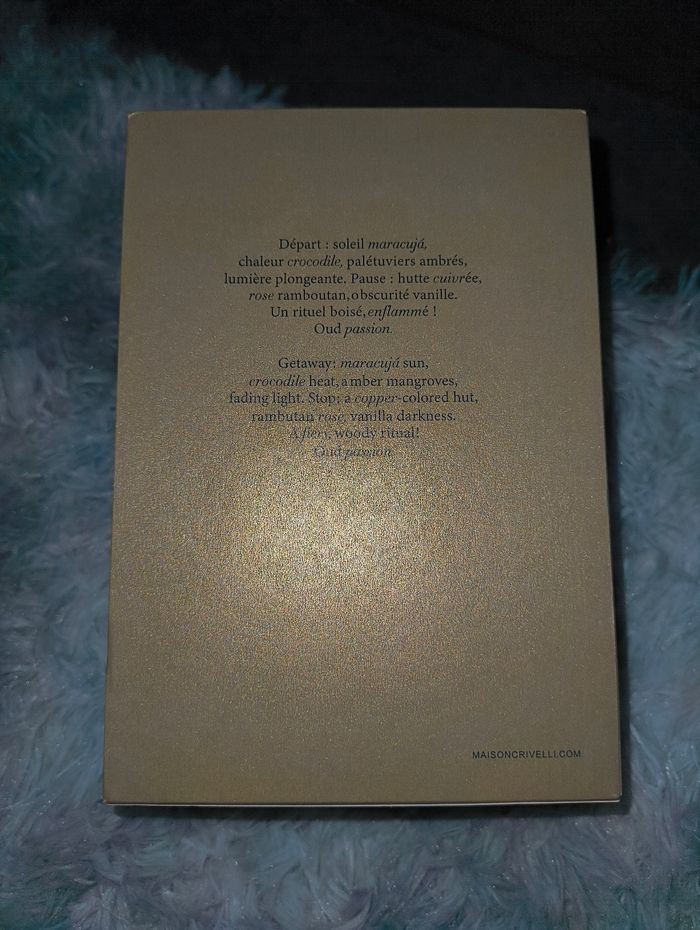 Départ : soleil maracujá,
chaleur crocodile, palétuviers ambrés,
lumière plongeante. Pause : hutte cuivrée,
rose ramboutan, obscurité vanille.
Un rituel boisé, enflammé !
Oud passion.
Getaway: maracujá sun,
crocodile heat, amber mangroves,
fading light. Stop: a copper-colored hut,
rambutan rose, vanilla darkness.
A fiery, woody ritual!
Oud passion.
MAISONCRIVELLI.COM